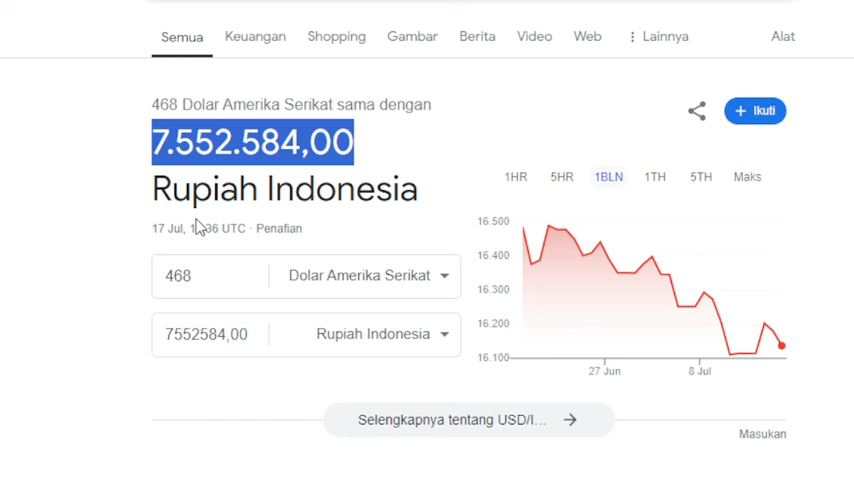 Semua Keuangan Shopping Gambar Berita Video Web Lainnya Alat
468 Dolar Amerika Serikat sama dengan
7.552.584,00
Rupiah Indonesia
17 Jul, UTC · Penafian
Ikuti
468 Dolar Amerika Serikat
7552584,00 Rupiah Indonesia
1HR 5HR 1BLN 1TH 5TH Maks
16.500
16.400
16.300
16.200
16.100
27 Jun 8 Jul
Selengkapnya tentang USD/I...
Masukan